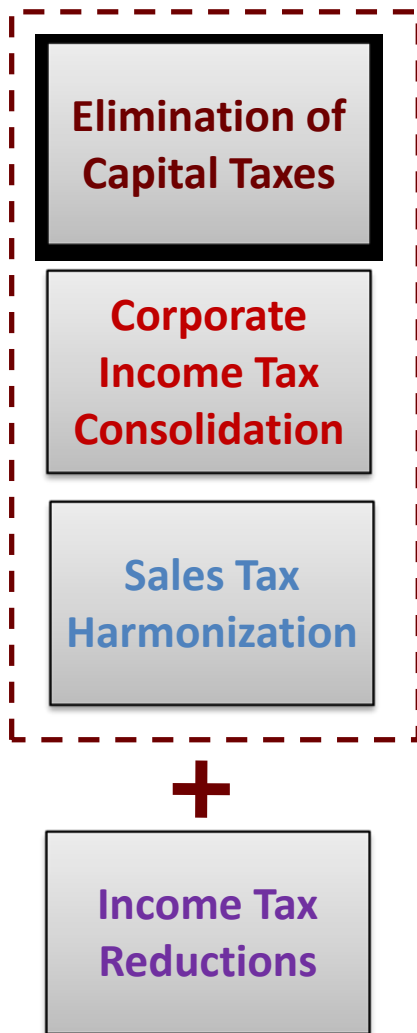 Elimination of
Capital Taxes
Corporate
Income Tax
Consolidation
Sales Tax
Harmonization
+
Income Tax
Reductions